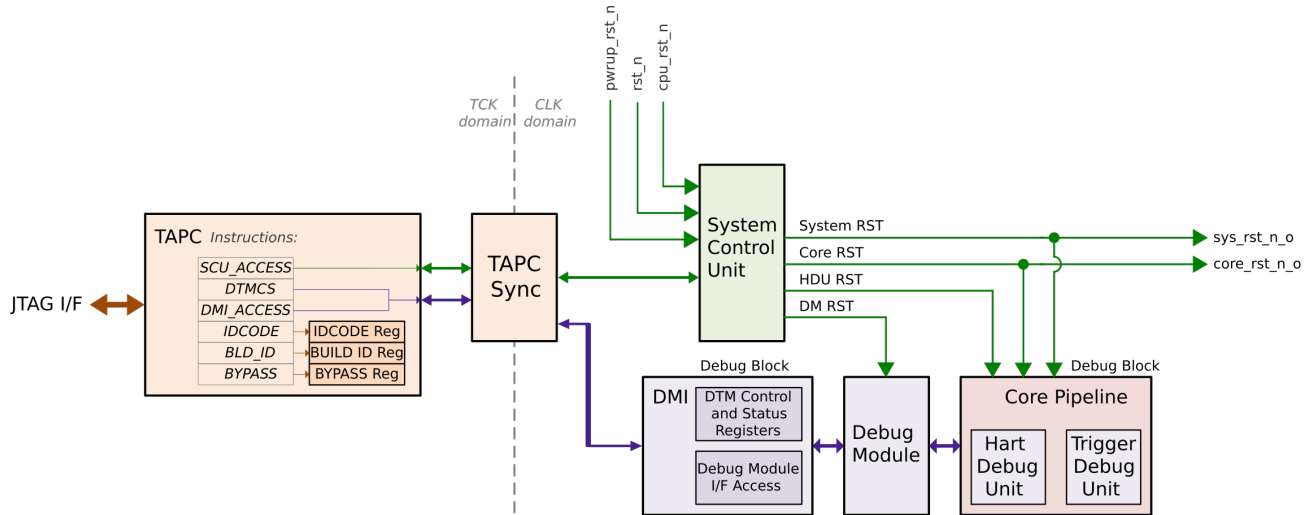 pwrup_rst_n
rst_n
cpu_rst_n
TCK
domain
CLK
domain
TAPC
Instructions:
SCU_ACCESS
DTMCS
DMI_ACCESS
IDCODE
IDCODE Reg
BLD_ID
BUILD ID Reg
BYPASS
BYPASS Reg
JTAG I/F
TAPC
Sync
System
Control
Unit
System RST
Core RST
HDU RST
DM RST
sys_rst_n_o
core_rst_n_o
Debug Block
DMI
DTM Control
and Status
Registers
Debug Module
I/F Access
Debug
Module
Debug Block
Core Pipeline
Hart
Debug
Unit
Trigger
Debug
Unit